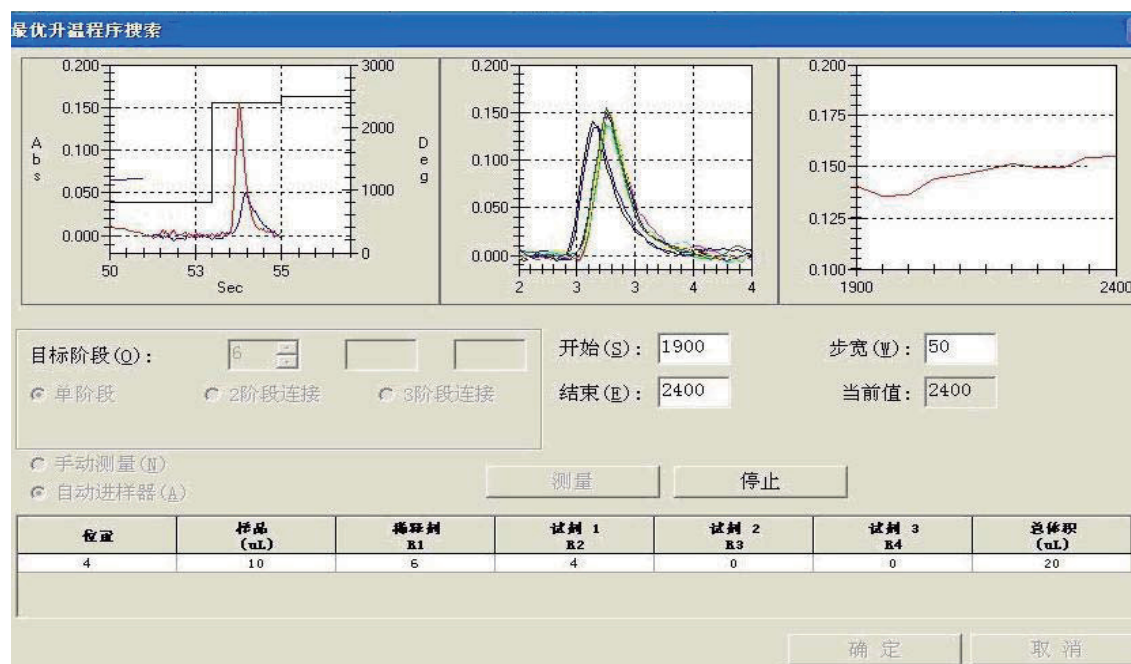 最优升温程序搜索
0.200
0.150
0.100
0.050
0.000
Abs
3000
2000
1000
0
Deg
50 53 55
Sec
0.200
0.150
0.100
0.050
0.000
2 3 3 4 4
0.200
0.175
0.150
0.125
0.100
1900 2400
目标阶段(O): 6 开始(S): 1900 步宽(W): 50
单阶段 2阶段连接 3阶段连接 结束(E): 2400 当前值: 2400
手动测量(N)
自动进样器(A)
测量 停止
位置 样品 (uL) 稀释剂 R1 试剂 1 R2 试剂 2 R3 试剂 3 R4 总体积 (uL)
4 10 6 4 0 0 20
确定 取消